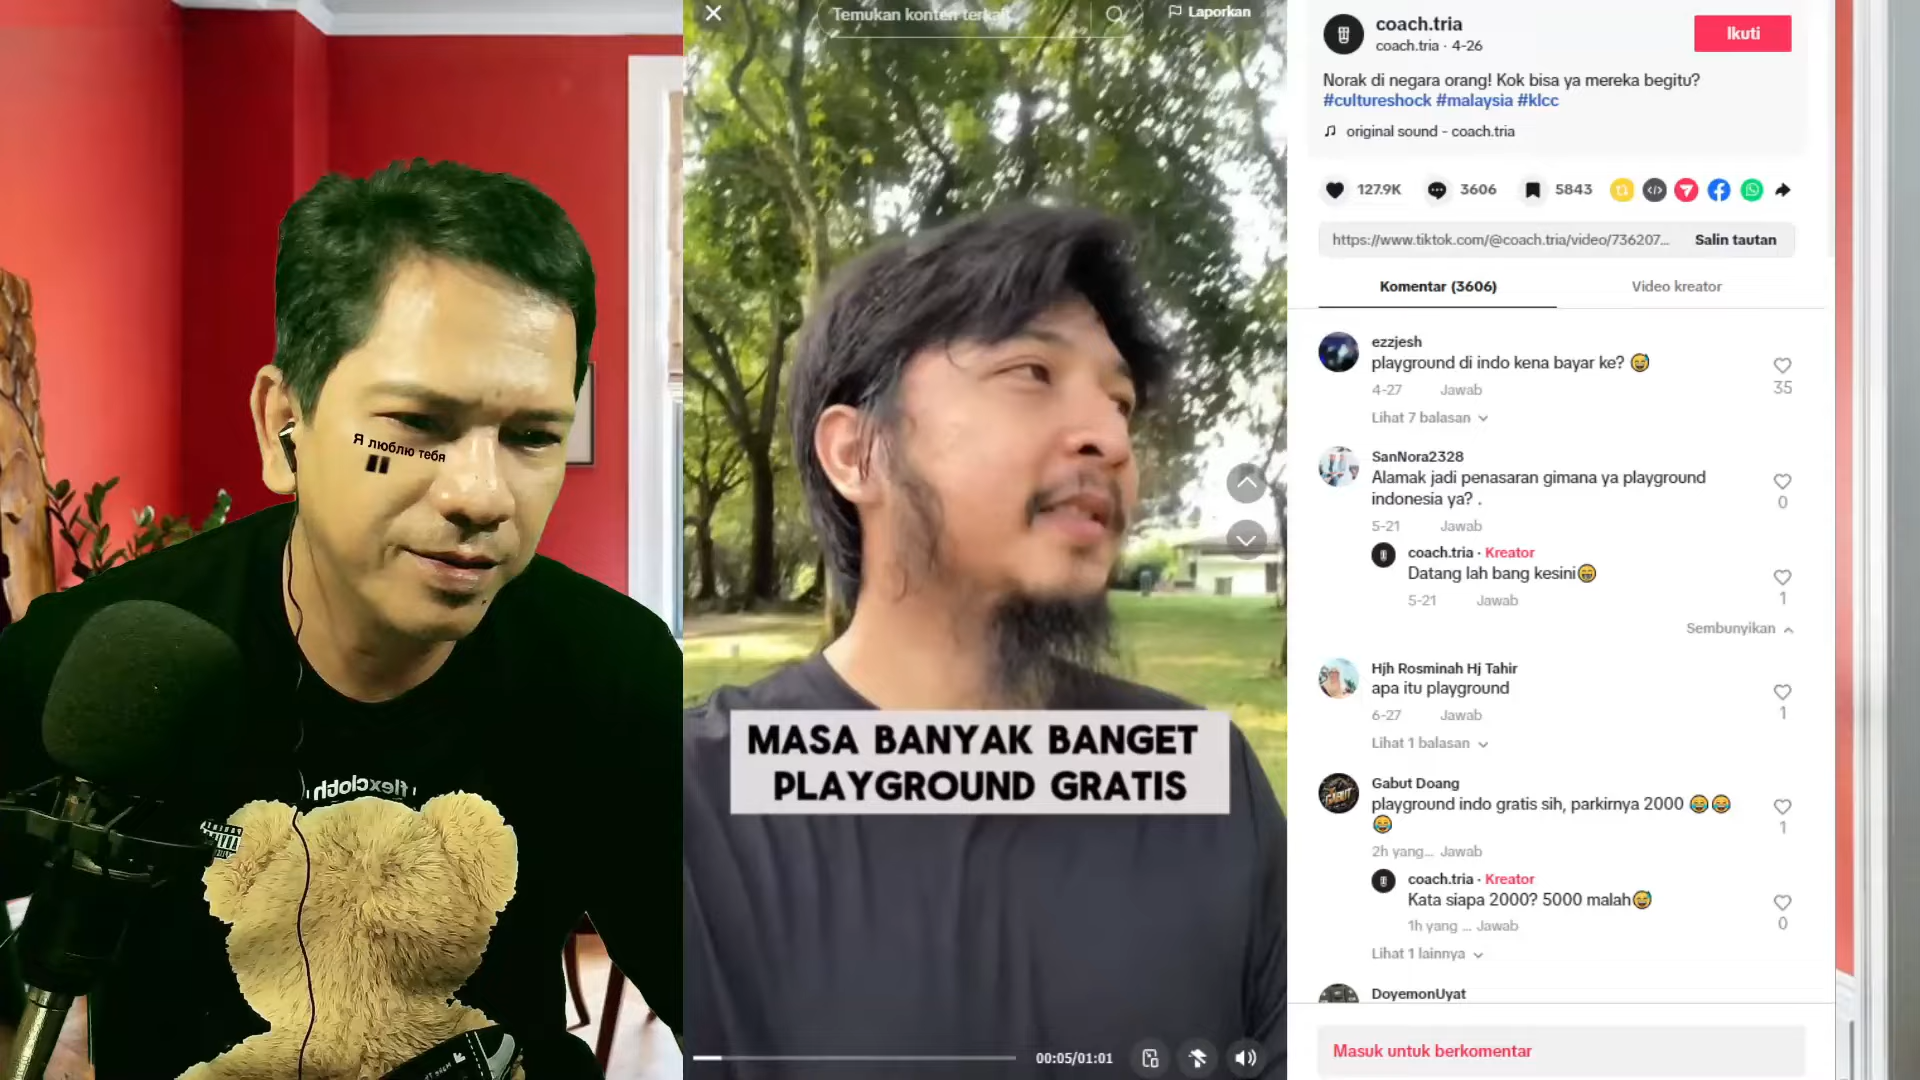 Я люблю тебя
flexcloth
Temukan konten terkait
Laporkan
MASA BANYAK BANGET
PLAYGROUND GRATIS
00:05/01:01
coach.tria
coach.tria · 4-26
Ikuti
Norak di negara orang! Kok bisa ya mereka begitu?
#cultureshock #malaysia #klcc
original sound - coach.tria
127.9K
3606
5843
https://www.tiktok.com/@coach.tria/video/736207...
Salin tautan
Komentar (3606)
Video kreator
ezzjesh
playground di indo kena bayar ke? 😅
4-27 Jawab
35
Lihat 7 balasan
SanNora2328
Alamak jadi penasaran gimana ya playground
indonesia ya? .
0
5-21 Jawab
coach.tria · Kreator
Datang lah bang kesini😁
5-21 Jawab
1
Sembunyikan
Hjh Rosminah Hj Tahir
apa itu playground
6-27 Jawab
1
Lihat 1 balasan
Gabut Doang
GABUT
playground indo gratis sih, parkirnya 2000 😂😂
😂
1
2h yang... Jawab
coach.tria · Kreator
Kata siapa 2000? 5000 malah😅
1h yang ... Jawab
0
Lihat 1 lainnya
DoyemonUyat
Masuk untuk berkomentar